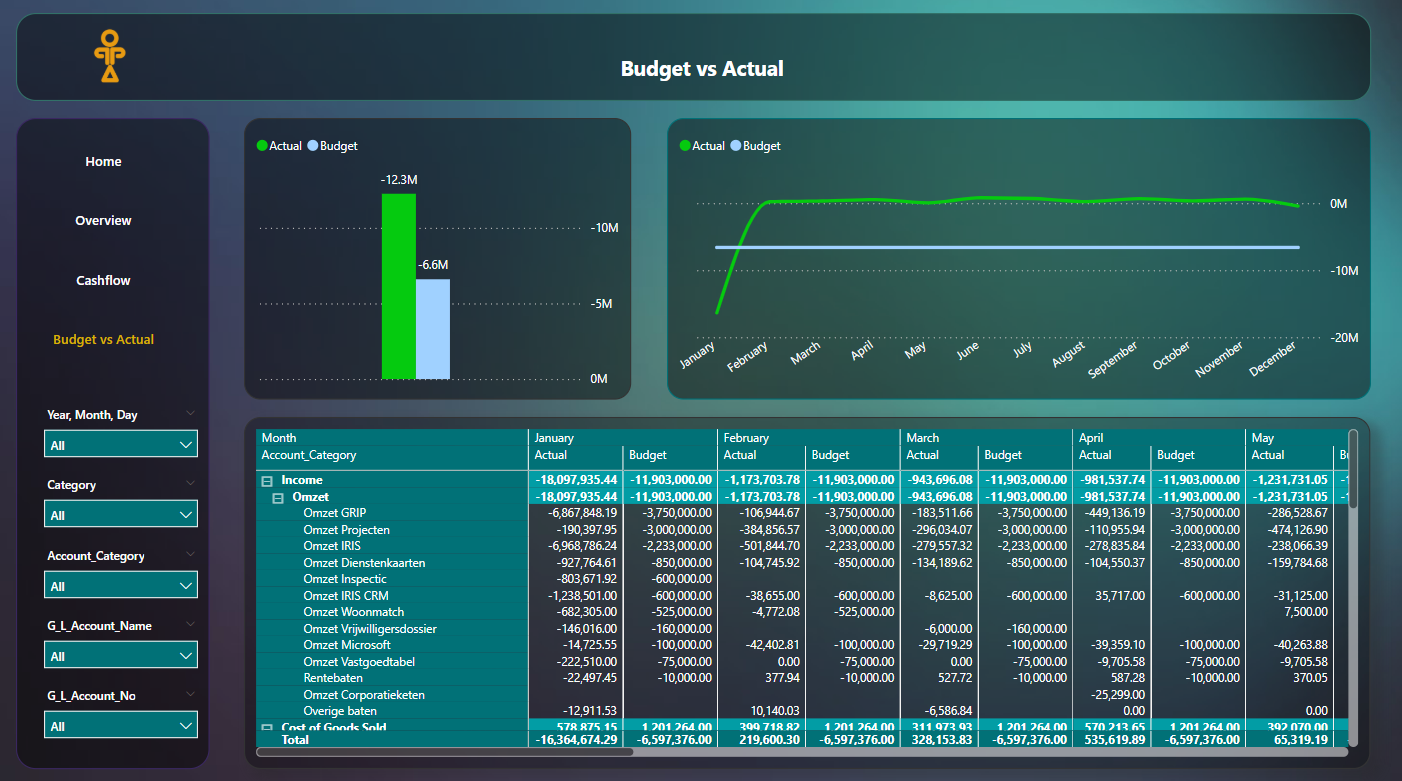 Budget vs Actual
Home
Overview
Cashflow
Budget vs Actual
Year, Month, Day
All
Category
All
Account_Category
All
G_L_Account_Name
All
G_L_Account_No
All
Actual Budget
-12.3M
-6.6M
-10M
-5M
0M
Actual Budget
0M
-10M
-20M
January February March April May June July August September October November December
Month January February March April May
Account_Category Actual Budget Actual Budget Actual Budget Actual Budget Actual
Income -18,097,935.44 -11,903,000.00 -1,173,703.78 -11,903,000.00 -943,696.08 -11,903,000.00 -981,537.74 -11,903,000.00 -1,231,731.05
Omzet -18,097,935.44 -11,903,000.00 -1,173,703.78 -11,903,000.00 -943,696.08 -11,903,000.00 -981,537.74 -11,903,000.00 -1,231,731.05
Omzet GRIP -6,867,848.19 -3,750,000.00 -106,944.67 -3,750,000.00 -183,511.66 -3,750,000.00 -449,136.19 -3,750,000.00 -286,528.67
Omzet Projecten -190,397.95 -3,000,000.00 -384,856.57 -3,000,000.00 -296,034.07 -3,000,000.00 -110,955.94 -3,000,000.00 -474,126.90
Omzet IRIS -6,968,786.24 -2,233,000.00 -501,844.70 -2,233,000.00 -279,557.32 -2,233,000.00 -278,835.84 -2,233,000.00 -238,066.39
Omzet Dienstenkaarten -927,764.61 -850,000.00 -104,745.92 -850,000.00 -134,189.62 -850,000.00 -104,550.37 -850,000.00 -159,784.68
Omzet Inspectic -803,671.92 -600,000.00
Omzet IRIS CRM -1,238,501.00 -600,000.00 -38,655.00 -600,000.00 -8,625.00 -600,000.00 35,717.00 -600,000.00 -31,125.00
Omzet Woonmatch -682,305.00 -525,000.00 -4,772.08 -525,000.00 7,500.00
Omzet Vrijwilligersdossier -146,016.00 -160,000.00 -6,000.00 -160,000.00
Omzet Microsoft -14,725.55 -100,000.00 -42,402.81 -100,000.00 -29,719.29 -100,000.00 -39,359.10 -100,000.00 -40,263.88
Omzet Vastgoedtabel -222,510.00 -75,000.00 0.00 -75,000.00 0.00 -75,000.00 -9,705.58 -75,000.00 -9,705.58
Rentebaten -22,497.45 -10,000.00 377.94 -10,000.00 527.72 -10,000.00 587.28 -10,000.00 370.05
Omzet Corporatieketen -25,299.00
Overige baten -12,911.53 10,140.03 -6,586.84 0.00 0.00
Cost of Goods Sold 578,875.15 1,201,264.00 399,718.82 1,201,264.00 311,973.93 1,201,264.00 570,213.65 1,201,264.00 392,070.00
Total -16,364,674.29 -6,597,376.00 219,600.30 -6,597,376.00 328,153.83 -6,597,376.00 535,619.89 -6,597,376.00 65,319.19